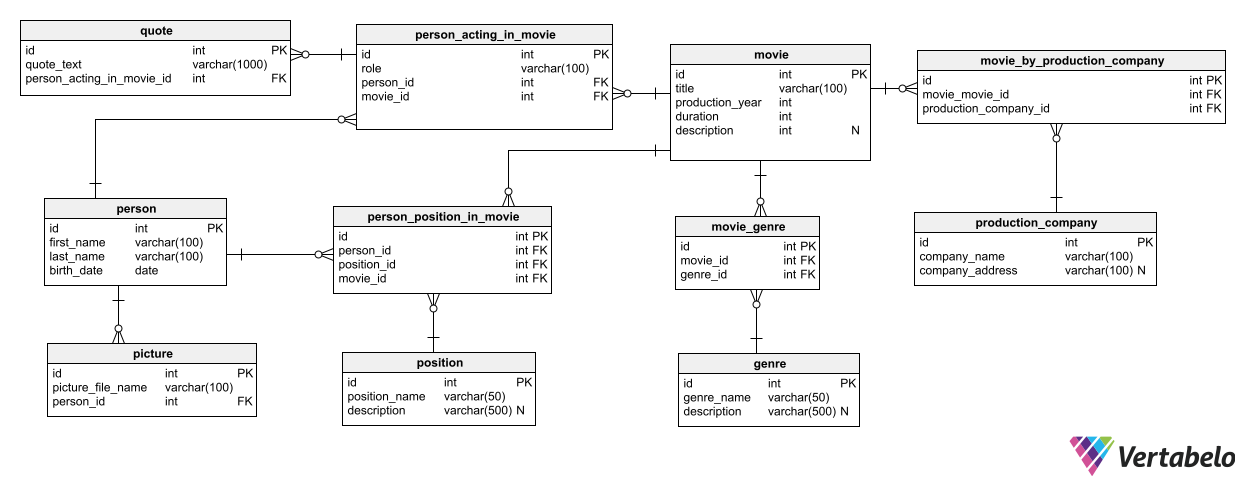 quote
id int PK
quote_text varchar(1000)
person_acting_in_movie_id int FK
person_acting_in_movie
id int PK
role varchar(100)
person_id int FK
movie_id int FK
movie
id int PK
title varchar(100)
production_year int
duration int
description int N
movie_by_production_company
id int PK
movie_movie_id int FK
production_company_id int FK
person
id int PK
first_name varchar(100)
last_name varchar(100)
birth_date date
person_position_in_movie
id int PK
person_id int FK
position_id int FK
movie_id int FK
movie_genre
id int PK
movie_id int FK
genre_id int FK
production_company
id int PK
company_name varchar(100)
company_address varchar(100) N
picture
id int PK
picture_file_name varchar(100)
person_id int FK
position
id int PK
position_name varchar(50)
description varchar(500) N
genre
id int PK
genre_name varchar(50)
description varchar(500) N
Vertabelo